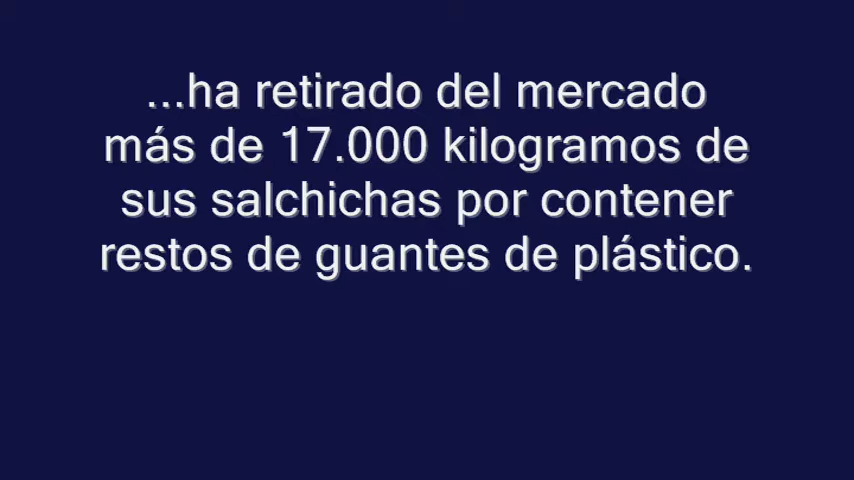 ...ha retirado del mercado
más de 17.000 kilogramos de
sus salchichas por contener
restos de guantes de plástico.